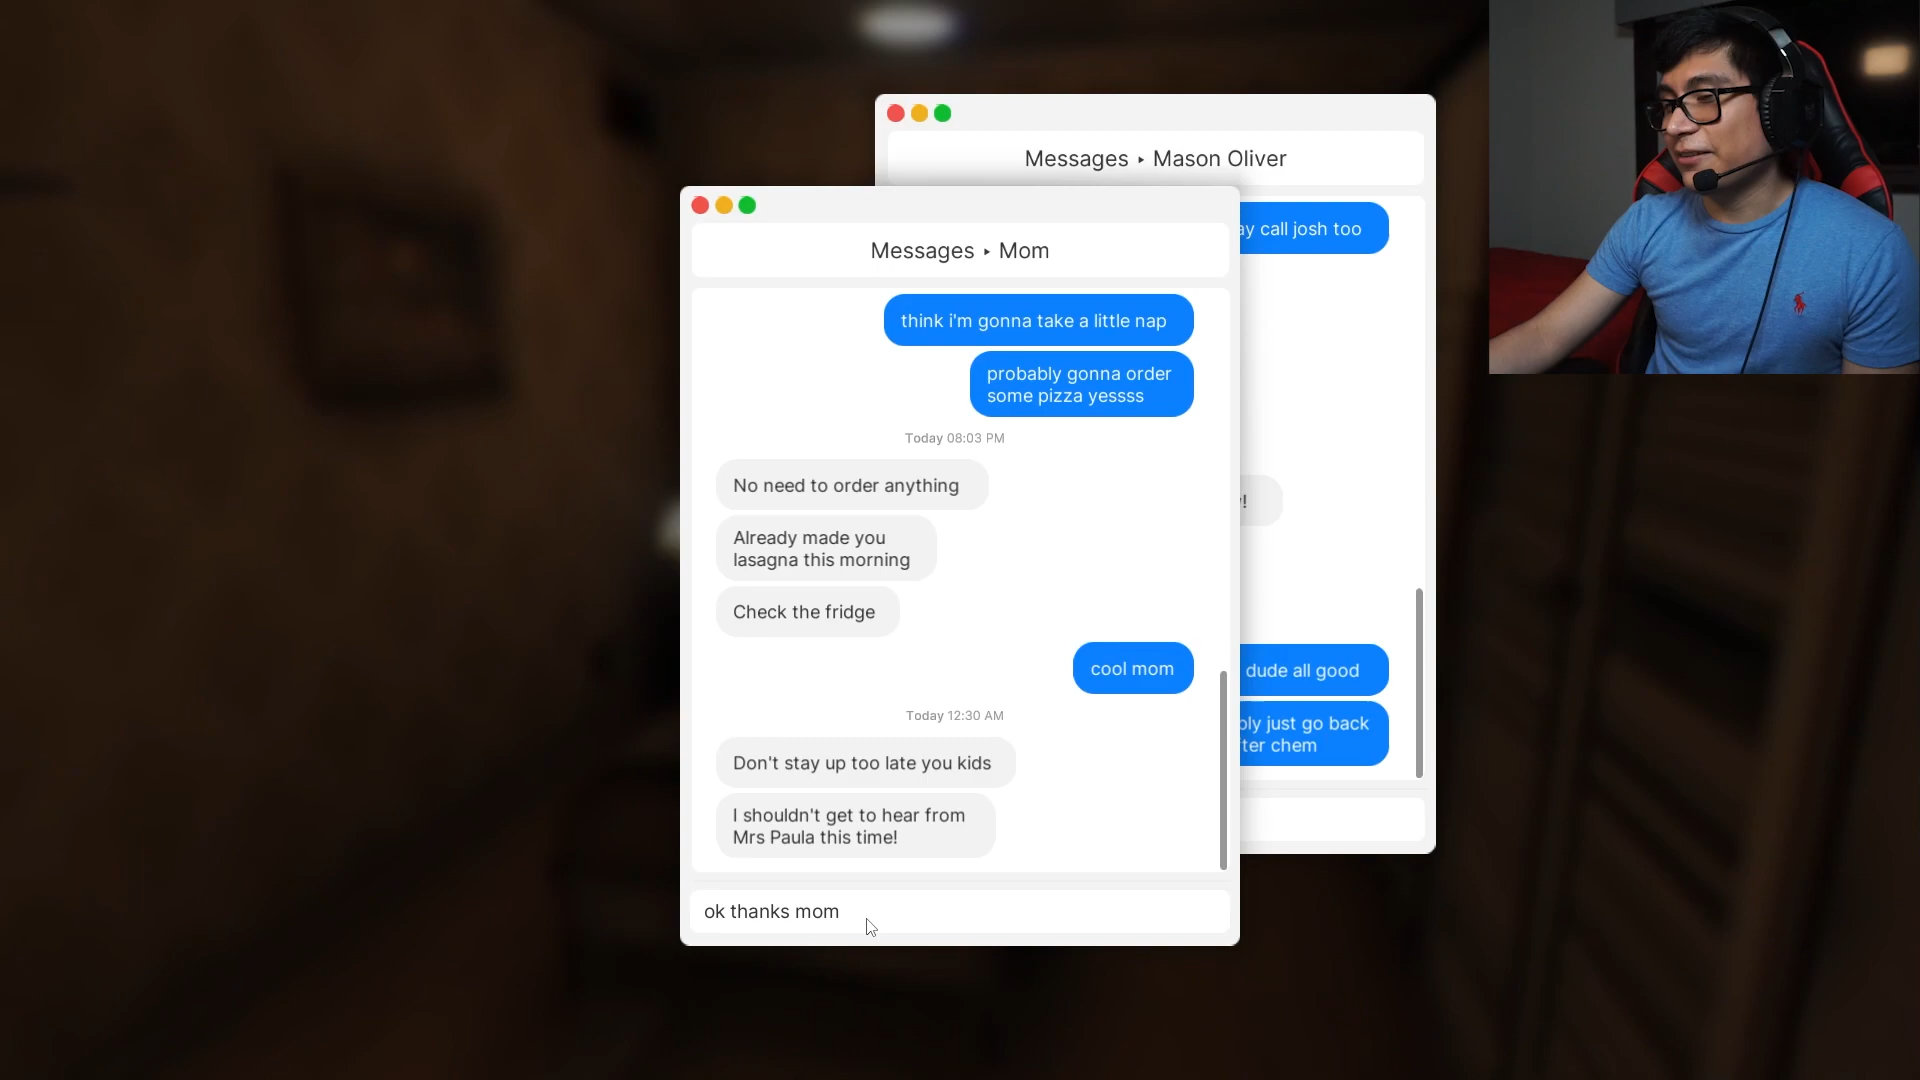 Messages ▸ Mason Oliver
call josh too
dude all good
just go back
chem
Messages ▸ Mom
think i'm gonna take a little nap
probably gonna order
some pizza yessss
Today 08:03 PM
No need to order anything
Already made you
lasagna this morning
Check the fridge
cool mom
Today 12:30 AM
Don't stay up too late you kids
I shouldn't get to hear from
Mrs Paula this time!
ok thanks mom